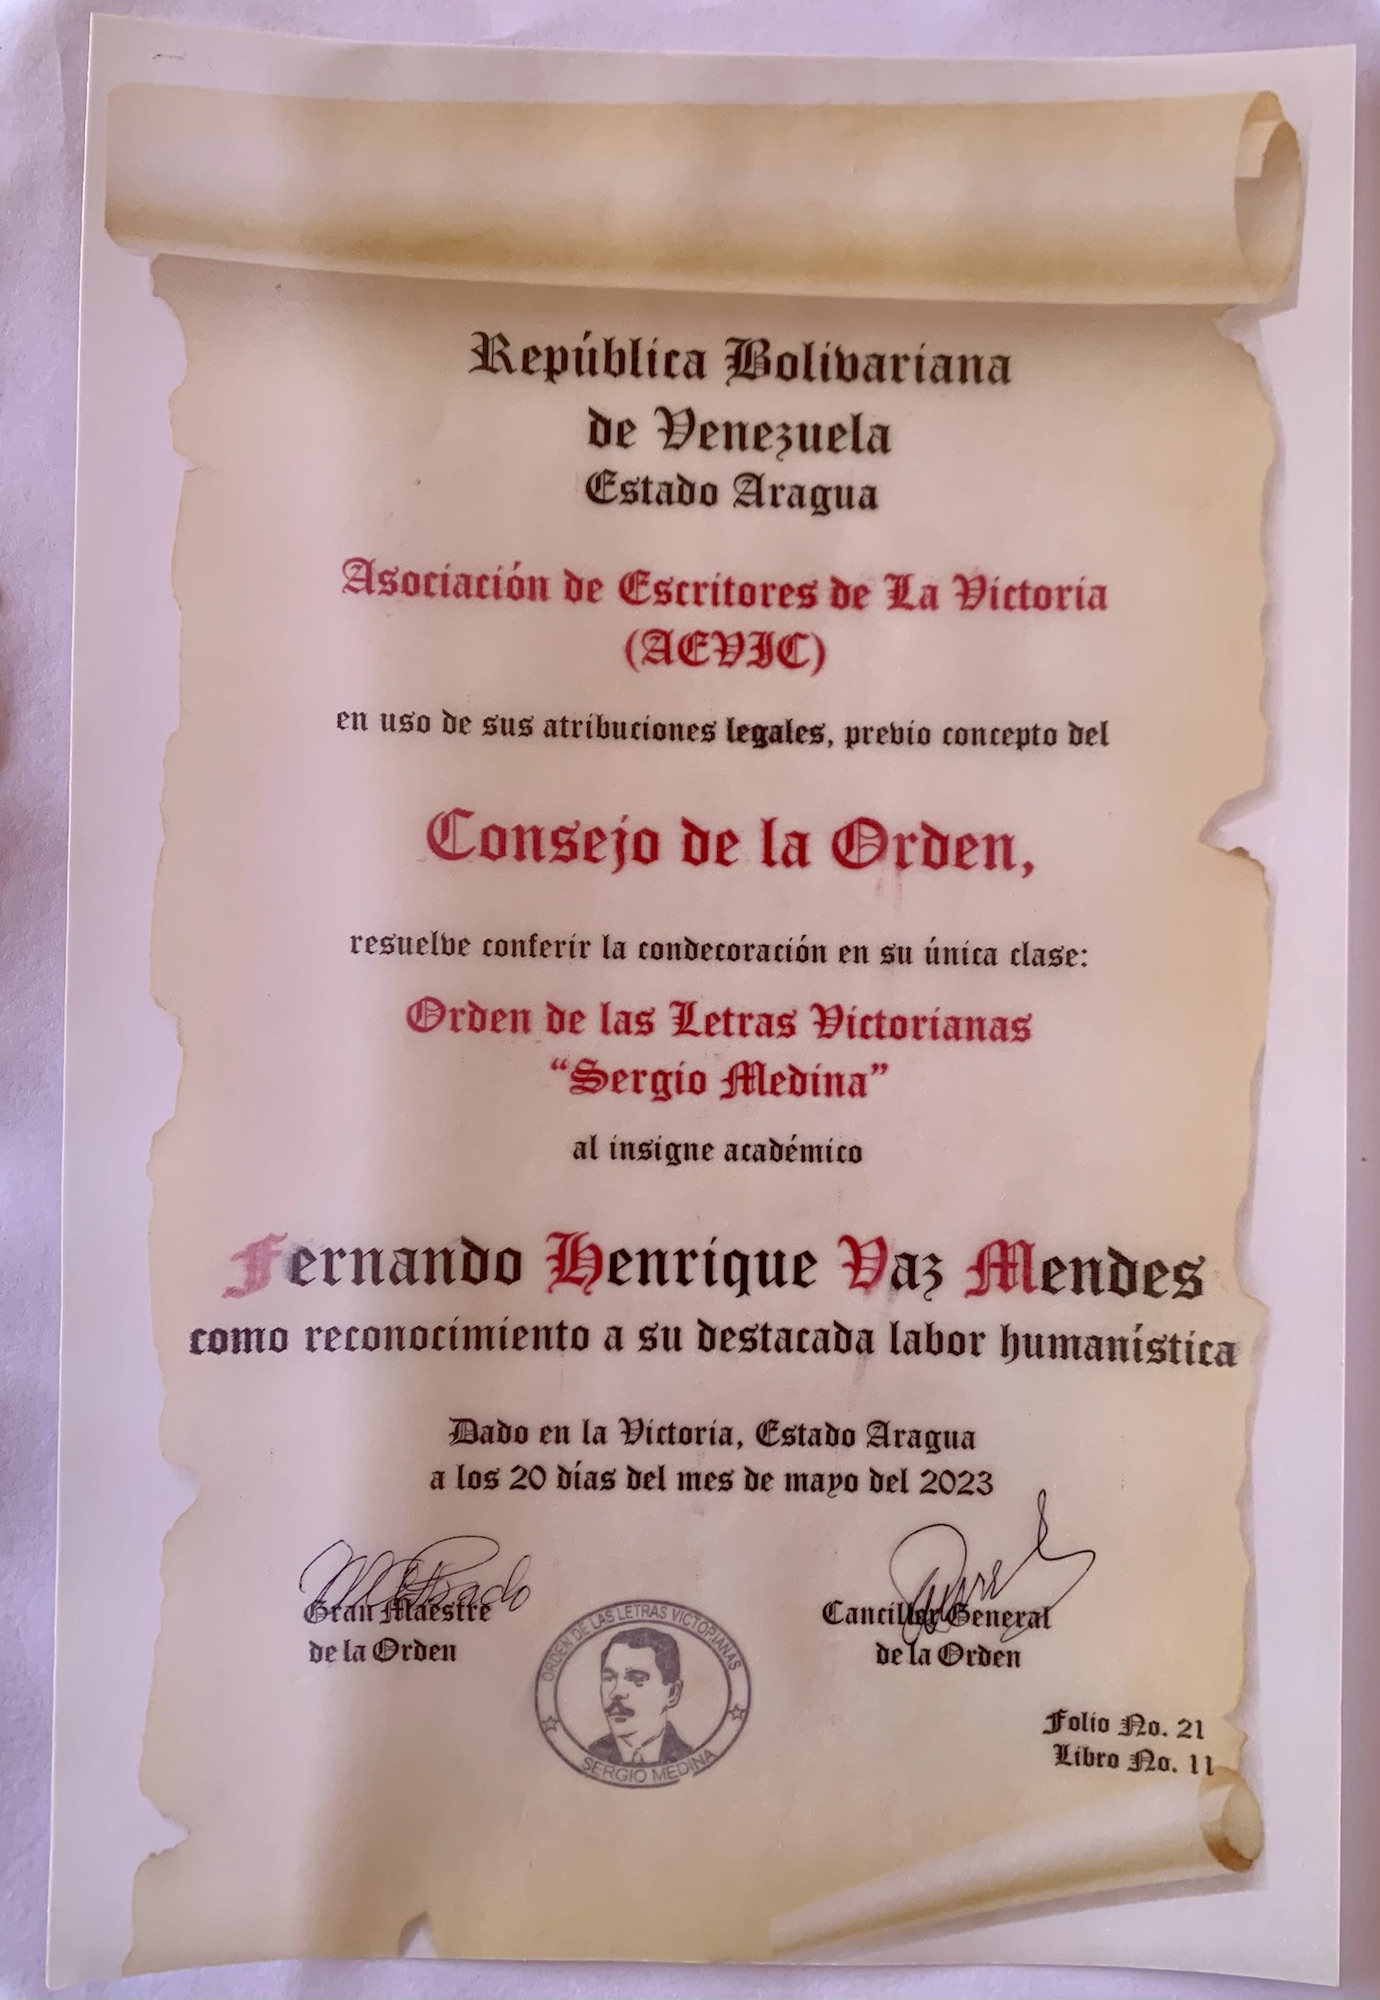 República Bolivariana
de Venezuela
Estado Aragua
Asociación de Escritores de La Victoria
(AEVIC)
en uso de sus atribuciones legales, previo concepto del
Consejo de la Orden,
resuelve conferir la condecoración en su única clase:
Orden de las Letras Victorianas
“Sergio Medina”
al insigne académico
Fernando Henrique Vaz Mendes
como reconocimiento a su destacada labor humanística
Dado en la Victoria, Estado Aragua
a los 20 días del mes de mayo del 2023
Gran Maestre
de la Orden
Canciller General
de la Orden
ORDEN DE LAS LETRAS VICTORIANAS
SERGIO MEDINA
Folio No. 21
Libro No. 11